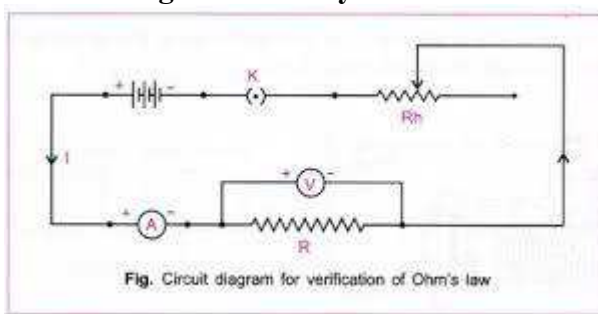 + -
K
Rh
I
+ V -
+ A -
R
Fig. Circuit diagram for verification of Ohm's law